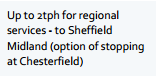 Up to 2tph for regional
services - to Sheffield
Midland (option of stopping
at Chesterfield)